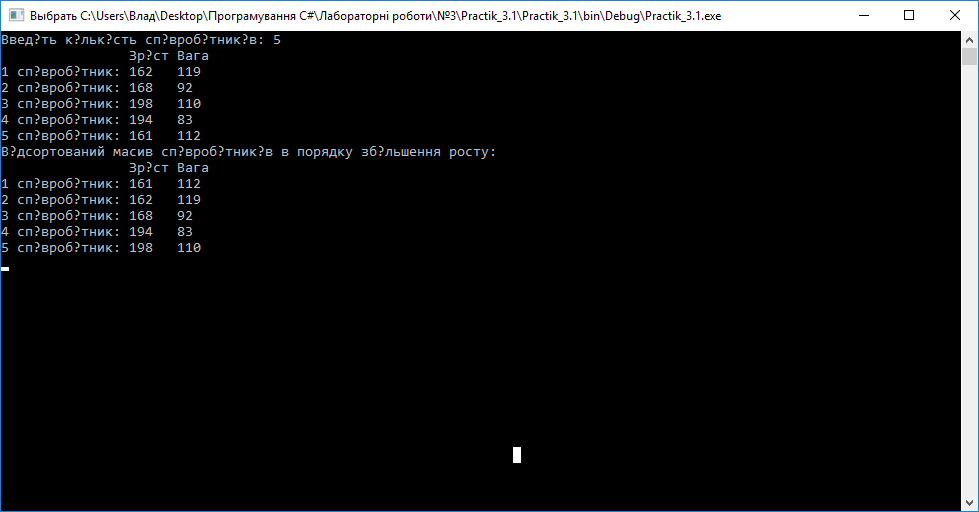 Выбрать C:\Users\Влад\Desktop\Програмування C#\Лабораторні роботи\№3\Practik_3.1\Practik_3.1\bin\Debug\Practik_3.1.exe
Введ?ть к?льк?сть сп?вроб?тник?в: 5
Зр?ст Вага
1 сп?вроб?тник: 162 119
2 сп?вроб?тник: 168 92
3 сп?вроб?тник: 198 110
4 сп?вроб?тник: 194 83
5 сп?вроб?тник: 161 112
В?дсортований масив сп?вроб?тник?в в порядку зб?льшення росту:
Зр?ст Вага
1 сп?вроб?тник: 161 112
2 сп?вроб?тник: 162 119
3 сп?вроб?тник: 168 92
4 сп?вроб?тник: 194 83
5 сп?вроб?тник: 198 110